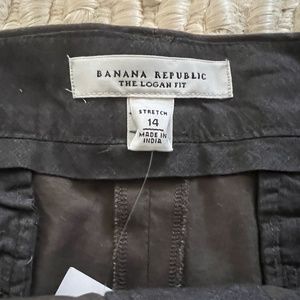 BANANA REPUBLIC
THE LOGAN FIT
STRETCH
14
MADE IN
INDIA